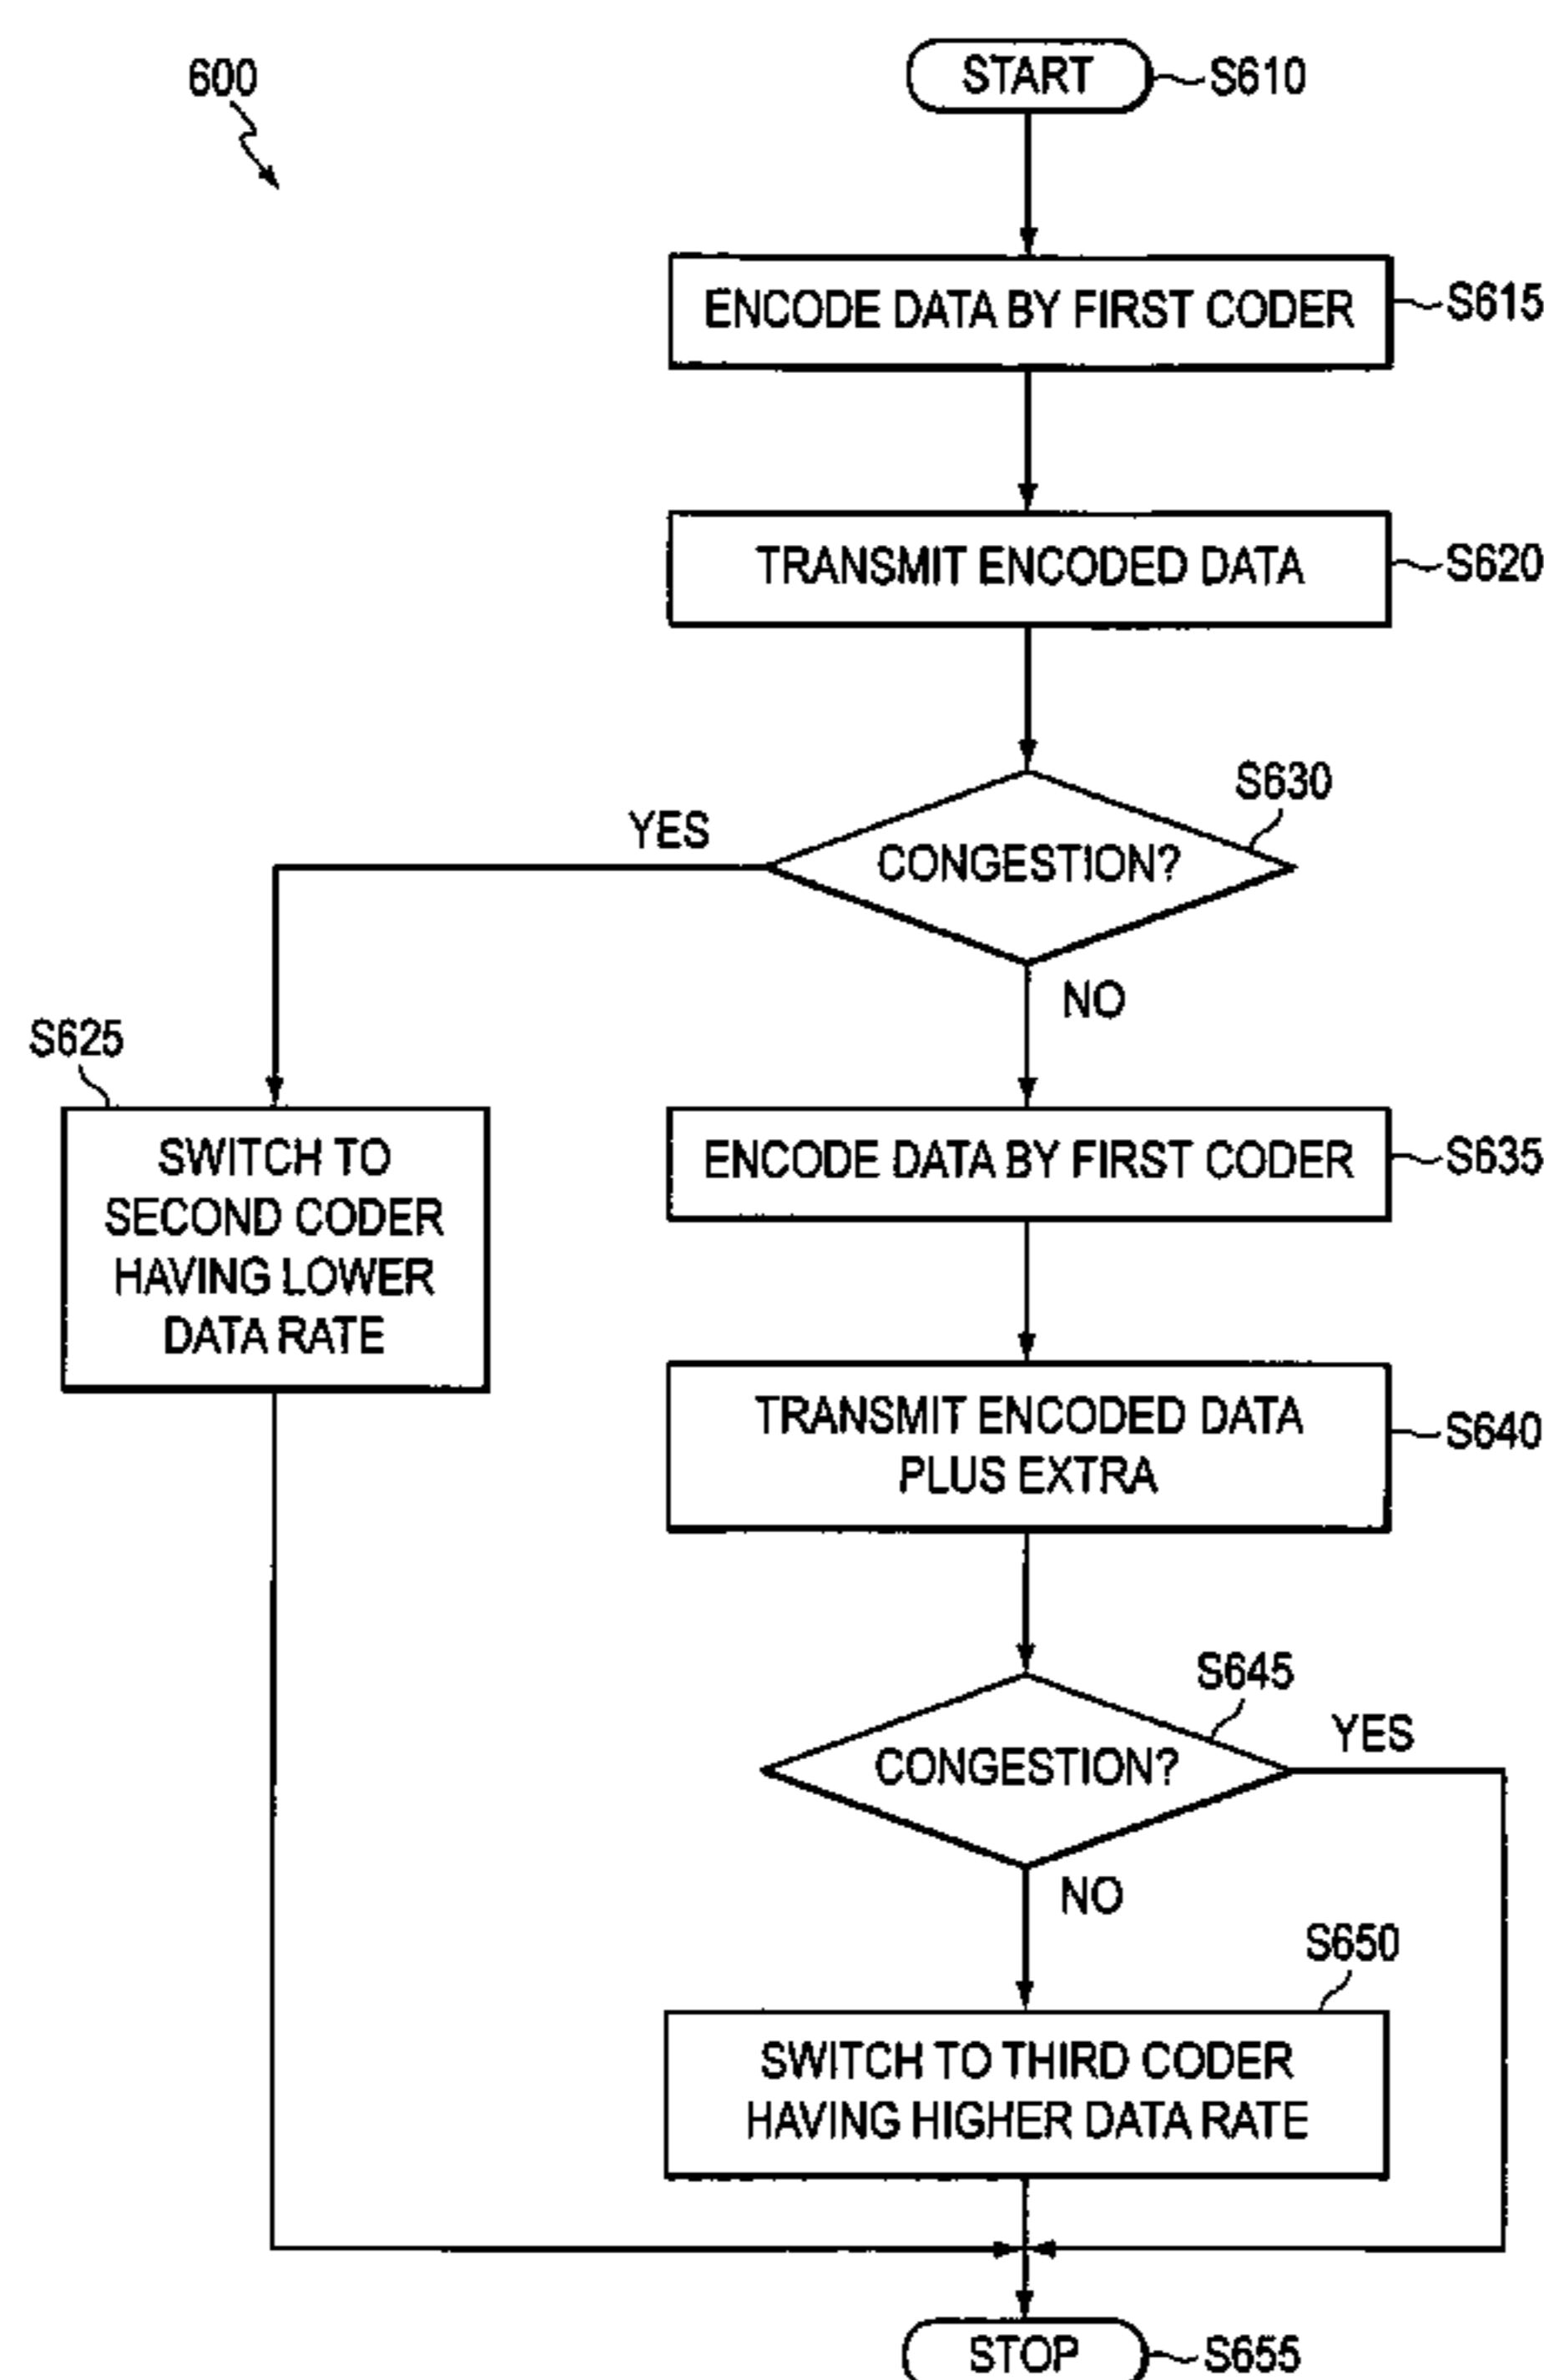 600
START
S610
ENCODE DATA BY FIRST CODER
S615
TRANSMIT ENCODED DATA
S620
S630
YES
CONGESTION?
NO
S625
SWITCH TO
SECOND CODER
HAVING LOWER
DATA RATE
ENCODE DATA BY FIRST CODER
S635
TRANSMIT ENCODED DATA
PLUS EXTRA
S640
S645
YES
CONGESTION?
NO
S650
SWITCH TO THIRD CODER
HAVING HIGHER DATA RATE
STOP
S655